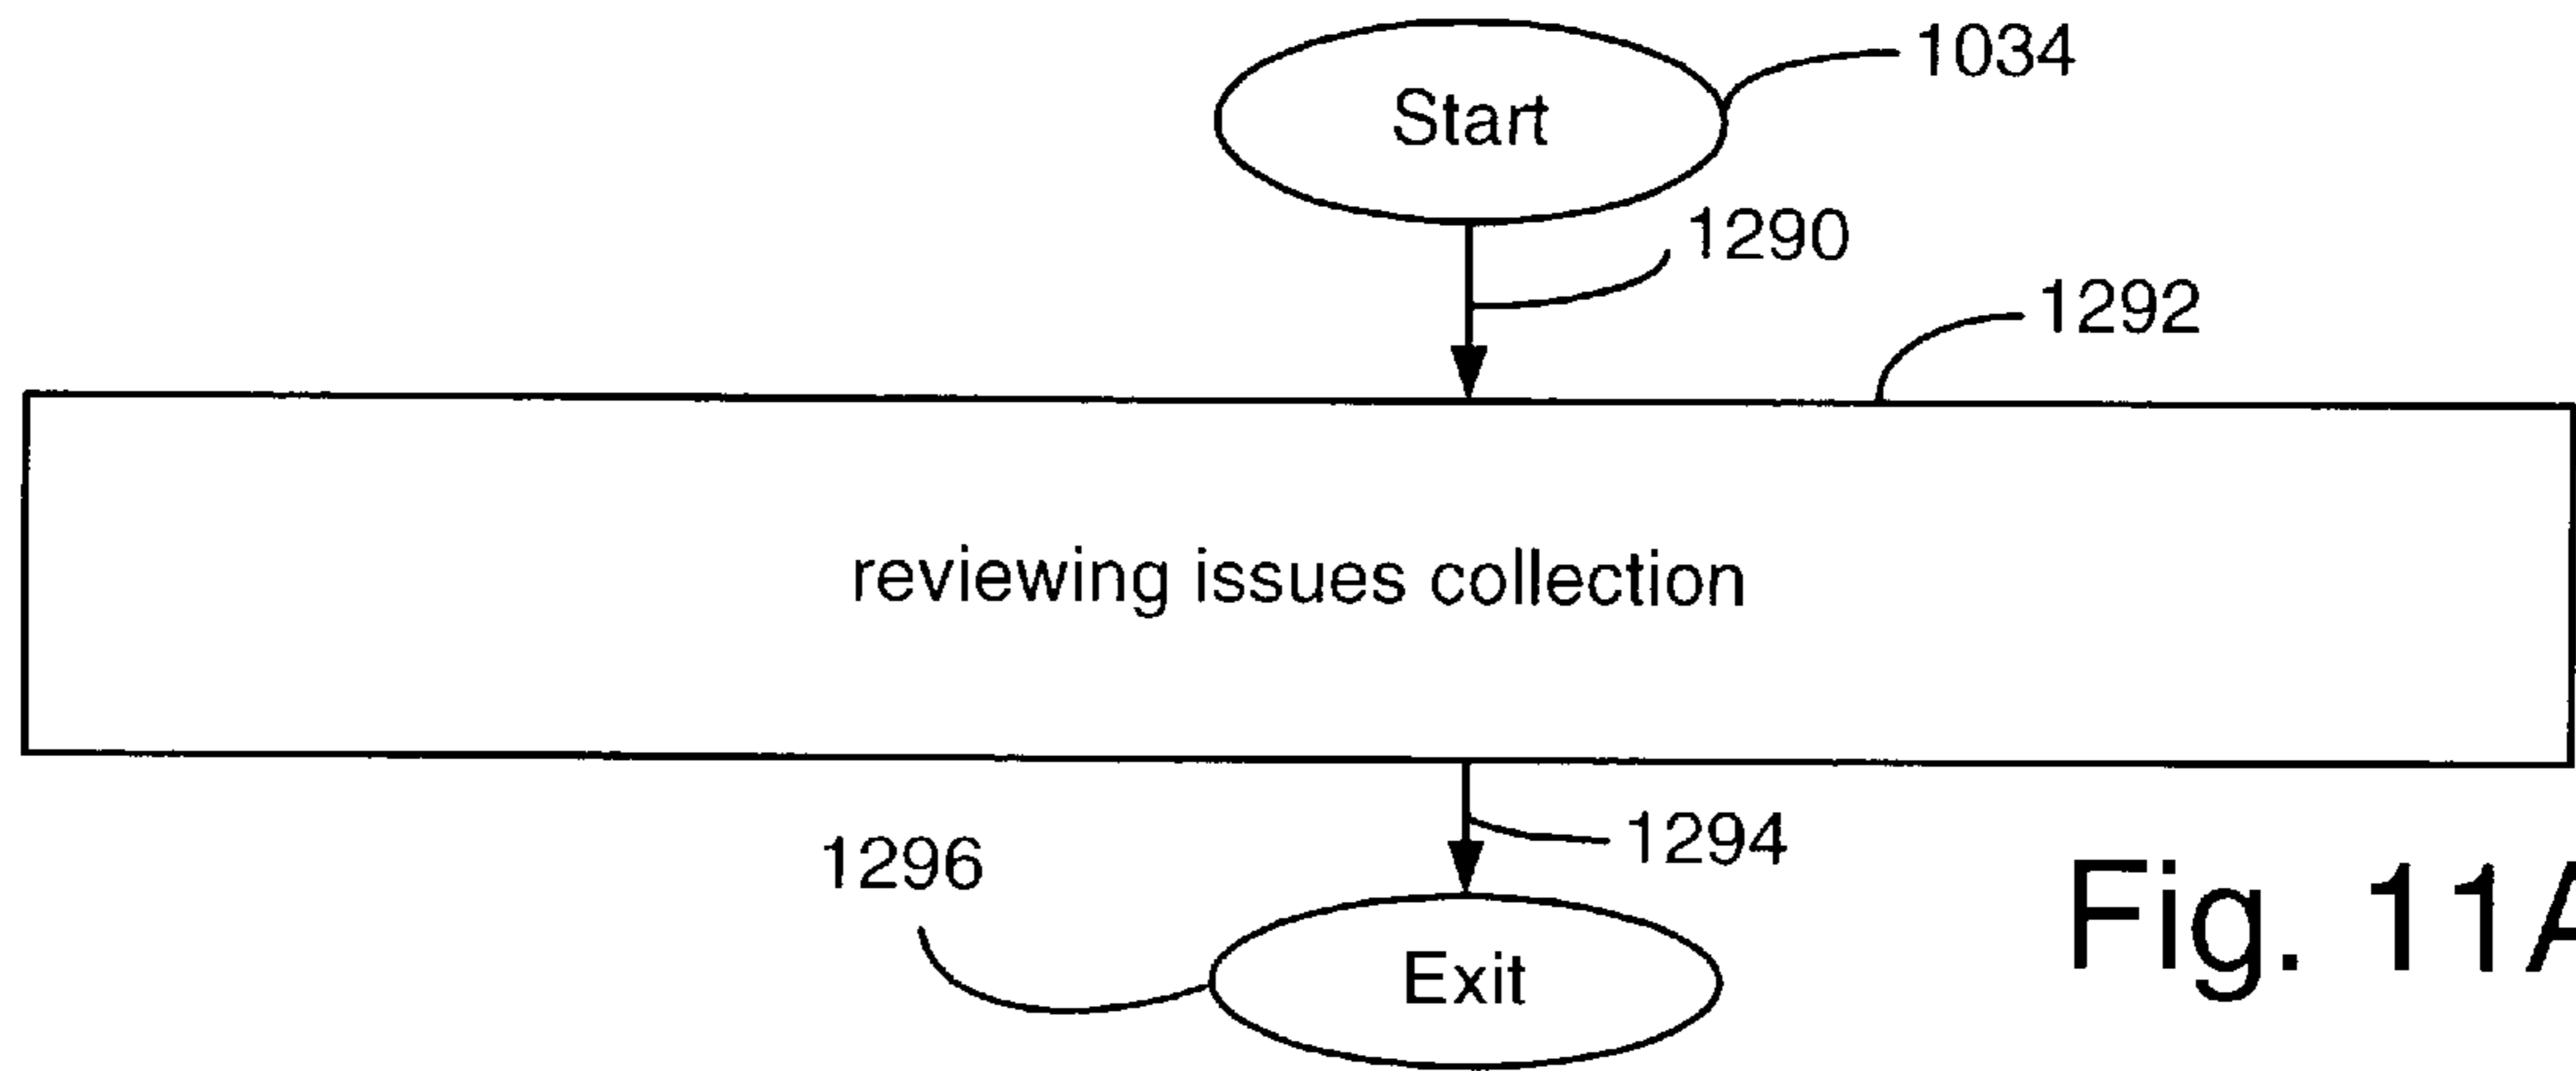 Start
1034
1290
1292
reviewing issues collection
1294
1296
Exit
Fig. 11A